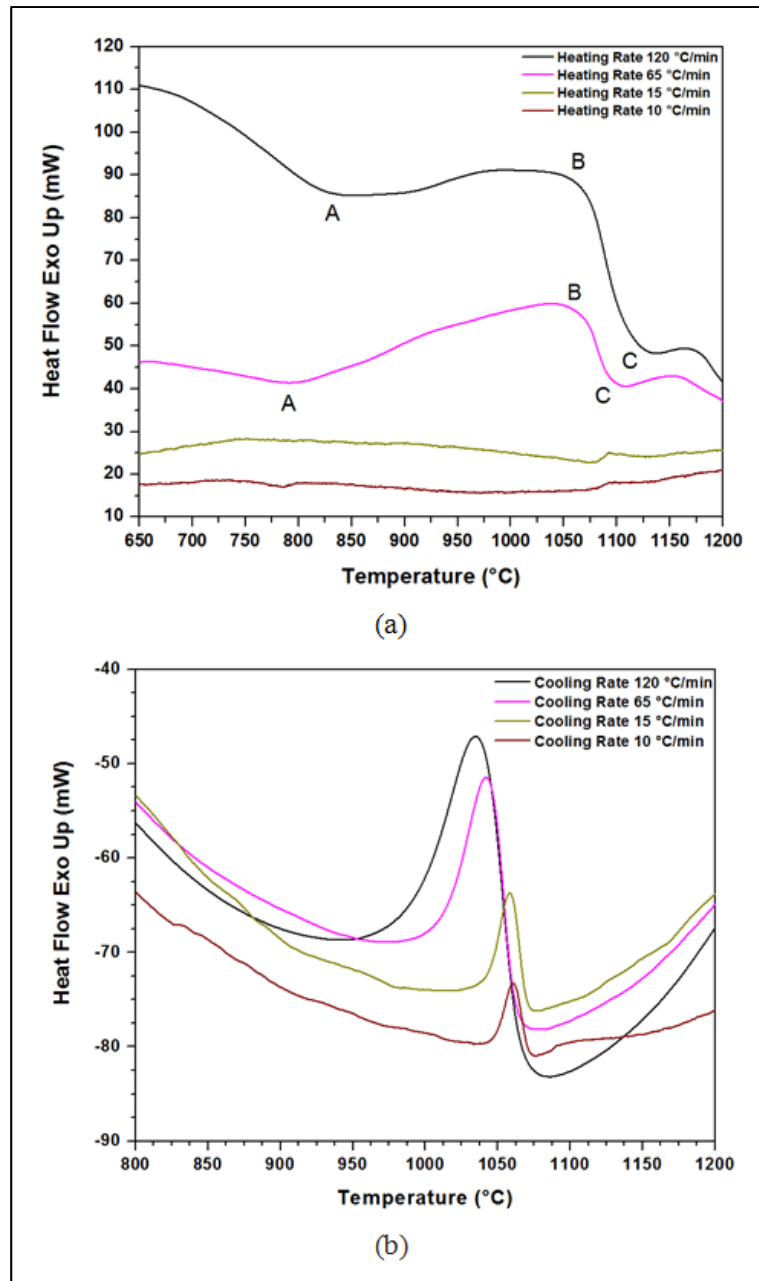 120
110
100
90
80
70
60
50
40
30
20
10
Heat Flow Exo Up (mW)
Heating Rate 120 °C/min
Heating Rate 65 °C/min
Heating Rate 15 °C/min
Heating Rate 10 °C/min
A
B
A
B
C
C
650 700 750 800 850 900 950 1000 1050 1100 1150 1200
Temperature (°C)
(a)
-40
-50
-60
-70
-80
-90
Heat Flow Exo Up (mW)
Cooling Rate 120 °C/min
Cooling Rate 65 °C/min
Cooling Rate 15 °C/min
Cooling Rate 10 °C/min
800 850 900 950 1000 1050 1100 1150 1200
Temperature (°C)
(b)